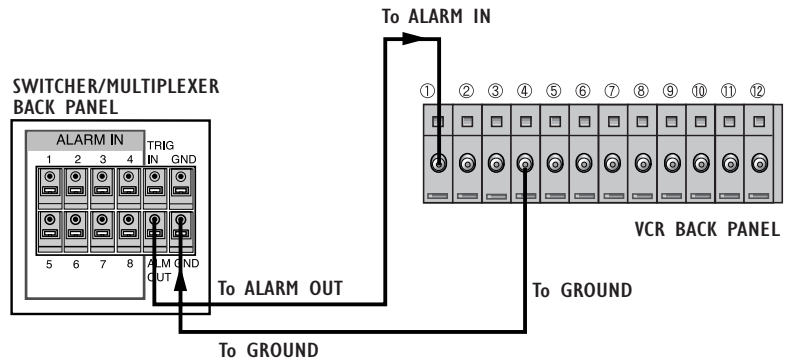 To ALARM IN
SWITCHER/MULTIPLEXER
BACK PANEL
① ② ③ ④ ⑤ ⑥ ⑦ ⑧ ⑨ ⑩ ⑪ ⑫
ALARM IN
TRIG
1 2 3 4 IN GND
5 6 7 8 ALM GND
OUT
VCR BACK PANEL
To ALARM OUT
To GROUND
To GROUND